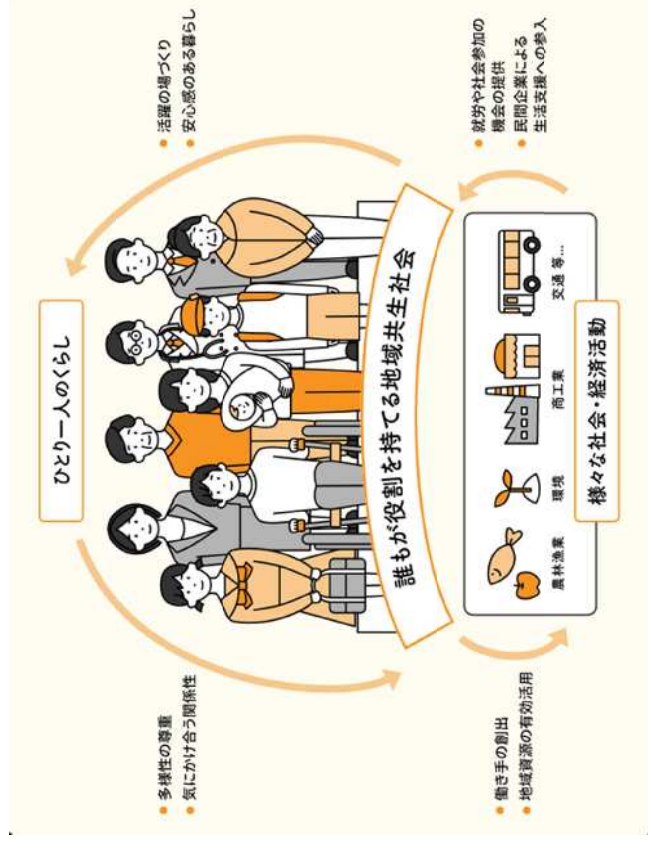 ひとり一人のくらし
● 多様性の尊重
● 気にかけ合う関係性
● 活躍の場づくり
● 安心感のある暮らし
誰もが役割を持てる地域共生社会
● 働き手の創出
● 地域資源の有効活用
● 就労や社会参加の
機会の提供
● 民間企業による
生活支援への参入
農林漁業
環境
商工業
交通 等…
様々な社会・経済活動